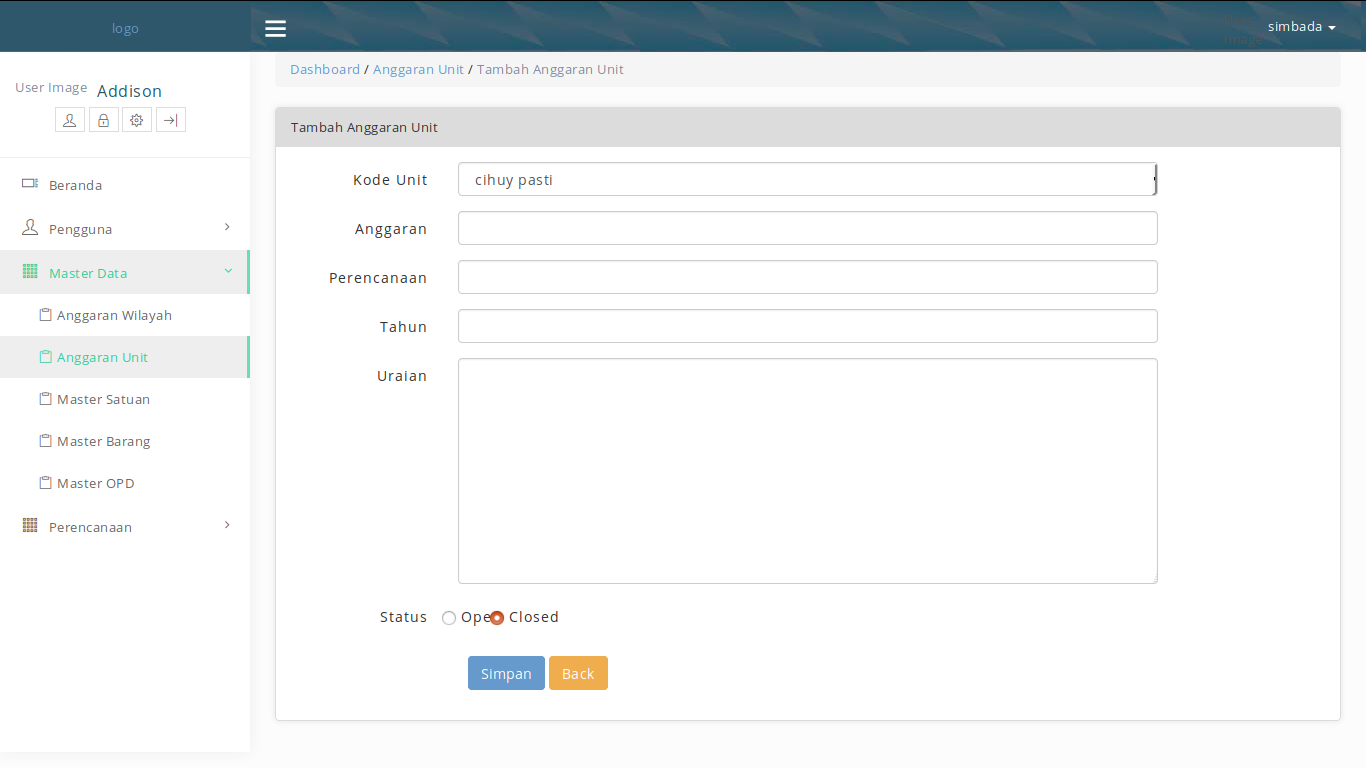 logo
simbada
User Image Addison
Dashboard / Anggaran Unit / Tambah Anggaran Unit
Beranda
Pengguna
Master Data
Anggaran Wilayah
Anggaran Unit
Master Satuan
Master Barang
Master OPD
Perencanaan
Tambah Anggaran Unit
Kode Unit cihuy pasti
Anggaran
Perencanaan
Tahun
Uraian
Status Ope Closed
Simpan Back